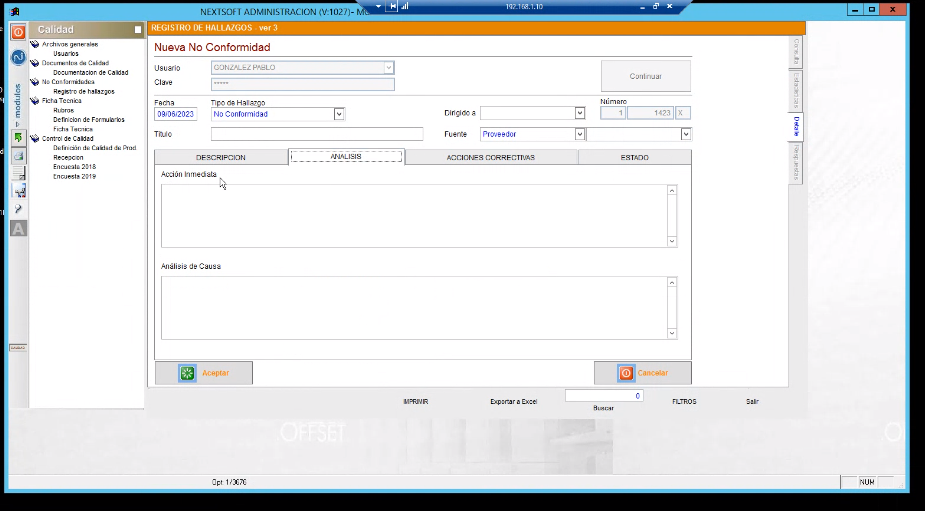 NEXTSOFT ADMINISTRACION (V:1027)- M
192.168.1.10
Calidad
Archivos generales
Usuarios
Documentos de Calidad
Documentacion de Calidad
No Conformidades
Registro de hallazgos
Ficha Tecnica
Rubros
Definicion de Formularios
Ficha Tecnica
Control de Calidad
Definición de Calidad de Prod.
Recepcion
Encuesta 2018
Encuesta 2019
modulos
A
REGISTRO DE HALLAZGOS - ver 3
Nueva No Conformidad
Usuario
GONZALEZ PABLO
Clave
-----
Continuar
Fecha
Tipo de Hallazgo
Número
09/06/2023
No Conformidad
Dirigido a
1
1423
X
Título
Fuente
Proveedor
DESCRIPCION
ANALISIS
ACCIONES CORRECTIVAS
ESTADO
Acción Inmediata
Análisis de Causa
Aceptar
Cancelar
IMPRIMIR
Exportar a Excel
0
Buscar
FILTROS
Salir
Consulta
Estadisticas
Detalle
Respuestas
OFFSET
O
Opt 1/3676
NUM